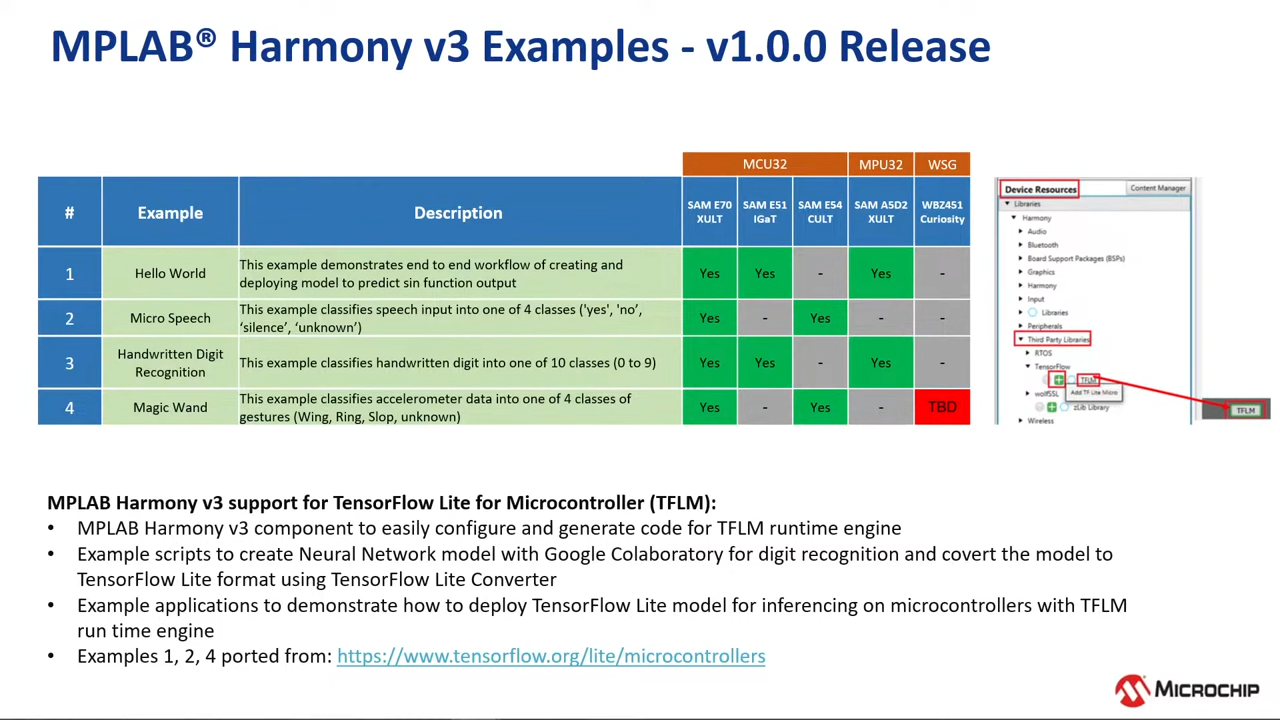 MPLAB® Harmony v3 Examples - v1.0.0 Release
MCU32 MPU32 WSG
# Example Description SAM E70 XULT SAM E51 IGaT SAM E54 CULT SAM A5D2 XULT WBZ451 Curiosity
1 Hello World This example demonstrates end to end workflow of creating and
deploying model to predict sin function output Yes Yes - Yes -
2 Micro Speech This example classifies speech input into one of 4 classes ('yes', 'no’,
‘silence’, ‘unknown’) Yes - Yes - -
3 Handwritten Digit Recognition This example classifies handwritten digit into one of 10 classes (0 to 9) Yes Yes - Yes -
4 Magic Wand This example classifies accelerometer data into one of 4 classes of
gestures (Wing, Ring, Slop, unknown) Yes - Yes - TBD
Device Resources Content Manager
Libraries
Harmony
Audio
Bluetooth
Board Support Packages (BSPs)
Graphics
Harmony
Input
Libraries
Peripherals
Third Party Libraries
RTOS
TensorFlow
TFLM
Add TF Lite Micro
wolfSSL
zLib Library
Wireless
TFLM
MPLAB Harmony v3 support for TensorFlow Lite for Microcontroller (TFLM):
• MPLAB Harmony v3 component to easily configure and generate code for TFLM runtime engine
• Example scripts to create Neural Network model with Google Colaboratory for digit recognition and covert the model to
TensorFlow Lite format using TensorFlow Lite Converter
• Example applications to demonstrate how to deploy TensorFlow Lite model for inferencing on microcontrollers with TFLM
run time engine
• Examples 1, 2, 4 ported from: https://www.tensorflow.org/lite/microcontrollers
MICROCHIP